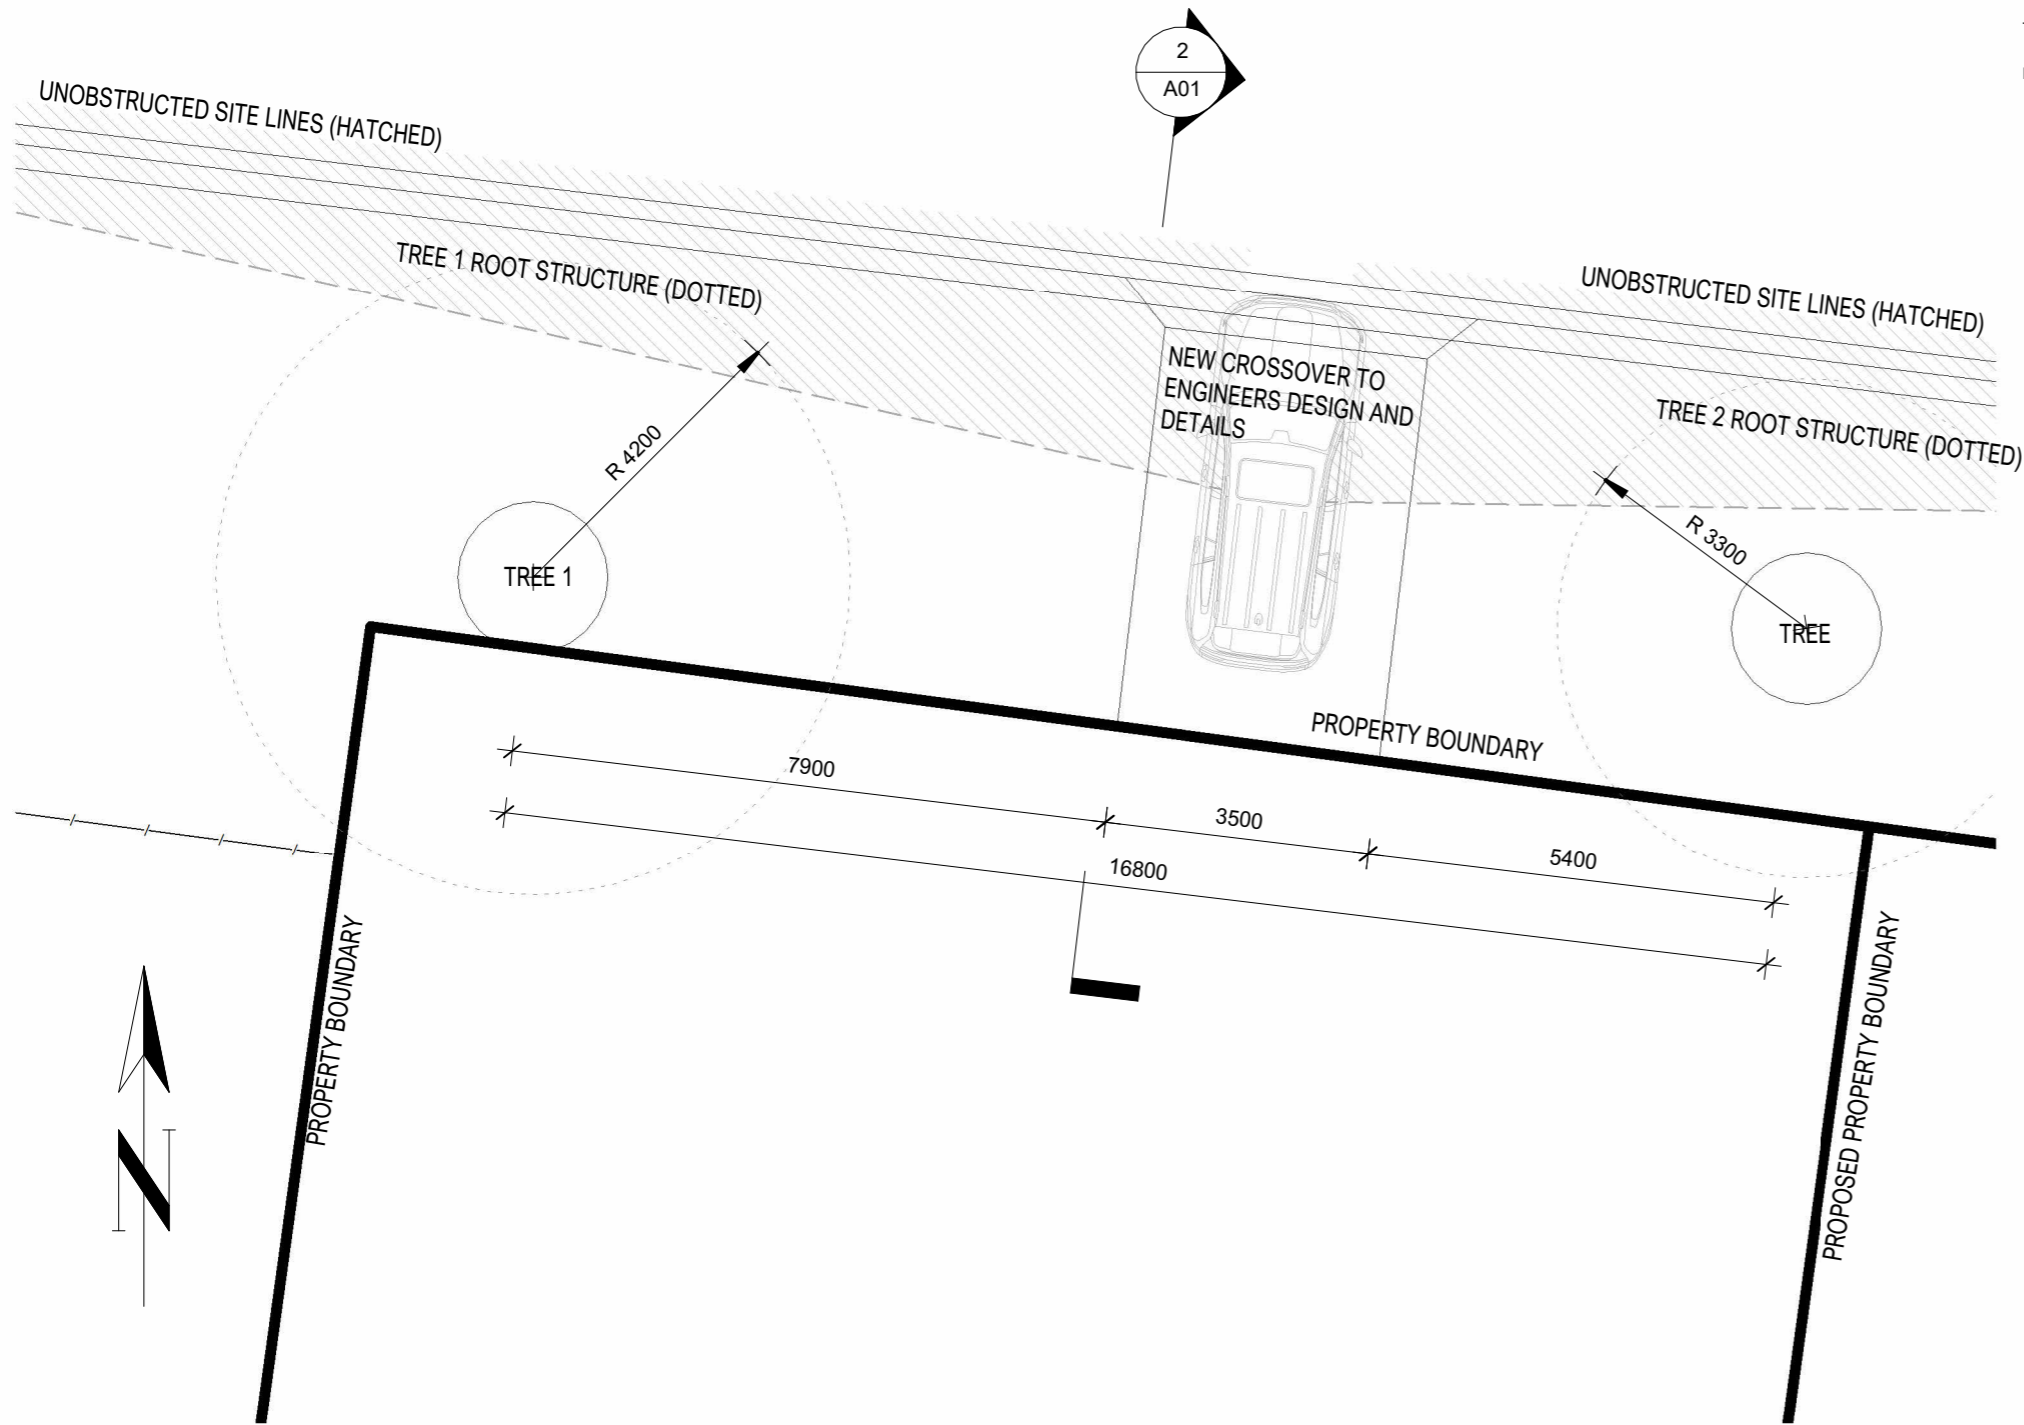 2
A01
UNOBSTRUCTED SITE LINES (HATCHED)
TREE 1 ROOT STRUCTURE (DOTTED)
UNOBSTRUCTED SITE LINES (HATCHED)
NEW CROSSOVER TO
ENGINEERS DESIGN AND
DETAILS
TREE 2 ROOT STRUCTURE (DOTTED)
R 4200
R 3300
TREE 1
TREE
PROPERTY BOUNDARY
7900
3500
5400
16800
PROPERTY BOUNDARY
PROPOSED PROPERTY BOUNDARY
N